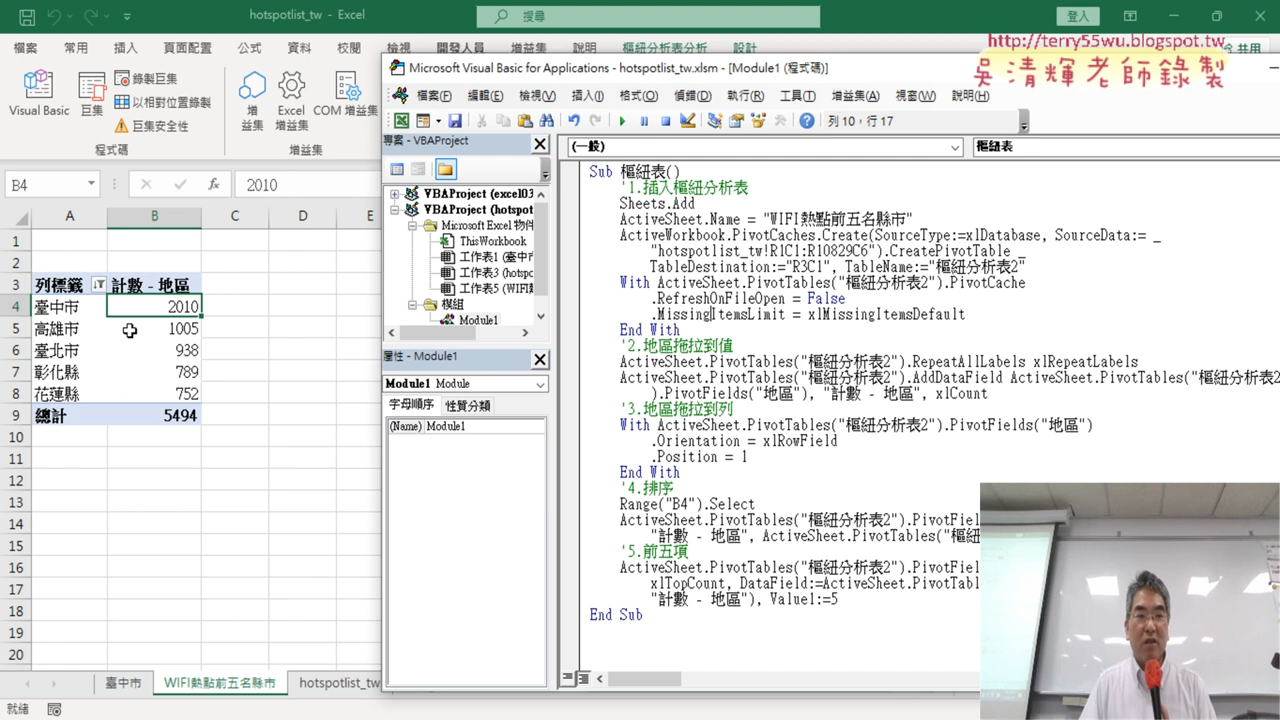 hotspotlist_tw - Excel
搜尋
登入
檔案 常用 插入 頁面配置 公式 資料 校閱 檢視 開發人員 增益集 說明 樞紐分析表分析 設計 共用
http://terry55wu.blogspot.tw
吳清輝老師錄製
Visual Basic
巨集
錄製巨集
以相對位置錄製
巨集安全性
程式碼
增益集
Excel 增益集
COM 增益集
增益集
B4
2010
A B C D E
1
2
3 列標籤 計數 - 地區
4 臺中市 2010
5 高雄市 1005
6 臺北市 938
7 彰化縣 789
8 花蓮縣 752
9 總計 5494
10
11
12
13
14
15
16
17
18
19
20
臺中市 WIFI熱點前五名縣市 hotspotlist_tw
就緒
Microsoft Visual Basic for Applications - hotspotlist_tw.xlsm - [Module1 (程式碼)]
檔案(F) 編輯(E) 檢視(V) 插入(I) 格式(O) 偵錯(D) 執行(R) 工具(T) 增益集(A) 視窗(W) 說明(H)
列 10，行 17
專案 - VBAProject
VBAProject (excel03
VBAProject (hotspot
Microsoft Excel 物件
ThisWorkbook
工作表1 (臺中市
工作表3 (hotspo
工作表5 (WIFI熱
模組
Module1
屬性 - Module1
Module1 Module
字母順序 性質分類
(Name) Module1
(一般)
樞紐表
Sub 樞紐表()
'1.插入樞紐分析表
Sheets.Add
ActiveSheet.Name = "WIFI熱點前五名縣市"
ActiveWorkbook.PivotCaches.Create(SourceType:=xlDatabase, SourceData:= _
"hotspotlist_tw!R1C1:R10829C6").CreatePivotTable _
TableDestination:="R3C1", TableName:="樞紐分析表2"
With ActiveSheet.PivotTables("樞紐分析表2").PivotCache
.RefreshOnFileOpen = False
.MissingItemsLimit = xlMissingItemsDefault
End With
'2.地區拖拉到值
ActiveSheet.PivotTables("樞紐分析表2").RepeatAllLabels xlRepeatLabels
ActiveSheet.PivotTables("樞紐分析表2").AddDataField ActiveSheet.PivotTables("樞紐分析表2
).PivotFields("地區"), "計數 - 地區", xlCount
'3.地區拖拉到列
With ActiveSheet.PivotTables("樞紐分析表2").PivotFields("地區")
.Orientation = xlRowField
.Position = 1
End With
'4.排序
Range("B4").Select
ActiveSheet.PivotTables("樞紐分析表2").PivotFiel
"計數 - 地區", ActiveSheet.PivotTables("樞紐
'5.前五項
ActiveSheet.PivotTables("樞紐分析表2").PivotFiel
xlTopCount, DataField:=ActiveSheet.PivotTabl
"計數 - 地區"), Value1:=5
End Sub